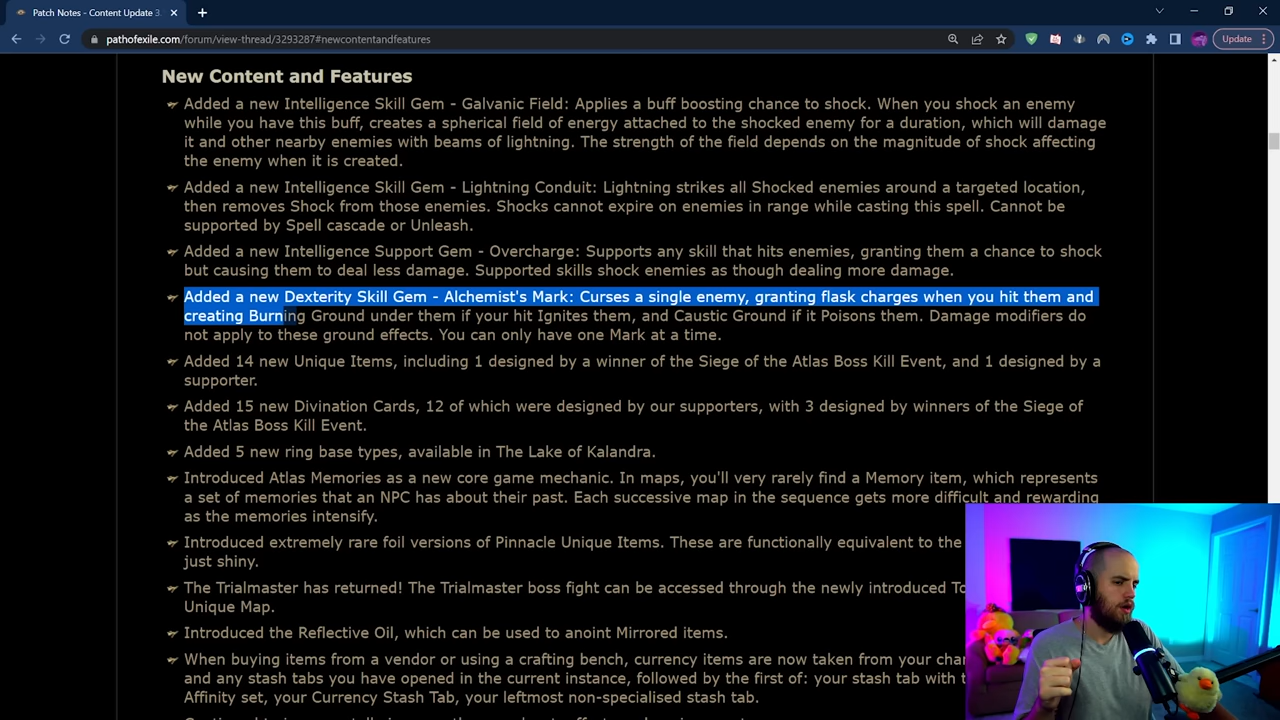 Patch Notes - Content Update 3.
pathofexile.com/forum/view-thread/3293287#newcontentandfeatures
Update
New Content and Features
Added a new Intelligence Skill Gem - Galvanic Field: Applies a buff boosting chance to shock. When you shock an enemy
while you have this buff, creates a spherical field of energy attached to the shocked enemy for a duration, which will damage
it and other nearby enemies with beams of lightning. The strength of the field depends on the magnitude of shock affecting
the enemy when it is created.
Added a new Intelligence Skill Gem - Lightning Conduit: Lightning strikes all Shocked enemies around a targeted location,
then removes Shock from those enemies. Shocks cannot expire on enemies in range while casting this spell. Cannot be
supported by Spell cascade or Unleash.
Added a new Intelligence Support Gem - Overcharge: Supports any skill that hits enemies, granting them a chance to shock
but causing them to deal less damage. Supported skills shock enemies as though dealing more damage.
Added a new Dexterity Skill Gem - Alchemist's Mark: Curses a single enemy, granting flask charges when you hit them and
creating Burning Ground under them if your hit Ignites them, and Caustic Ground if it Poisons them. Damage modifiers do
not apply to these ground effects. You can only have one Mark at a time.
Added 14 new Unique Items, including 1 designed by a winner of the Siege of the Atlas Boss Kill Event, and 1 designed by a
supporter.
Added 15 new Divination Cards, 12 of which were designed by our supporters, with 3 designed by winners of the Siege of
the Atlas Boss Kill Event.
Added 5 new ring base types, available in The Lake of Kalandra.
Introduced Atlas Memories as a new core game mechanic. In maps, you'll very rarely find a Memory item, which represents
a set of memories that an NPC has about their past. Each successive map in the sequence gets more difficult and rewarding
as the memories intensify.
Introduced extremely rare foil versions of Pinnacle Unique Items. These are functionally equivalent to the
just shiny.
The Trialmaster has returned! The Trialmaster boss fight can be accessed through the newly introduced
Unique Map.
Introduced the Reflective Oil, which can be used to anoint Mirrored items.
When buying items from a vendor or using a crafting bench, currency items are now taken from your
and any stash tabs you have opened in the current instance, followed by the first of: your stash tab with
Affinity set, your Currency Stash Tab, your leftmost non-specialised stash tab.